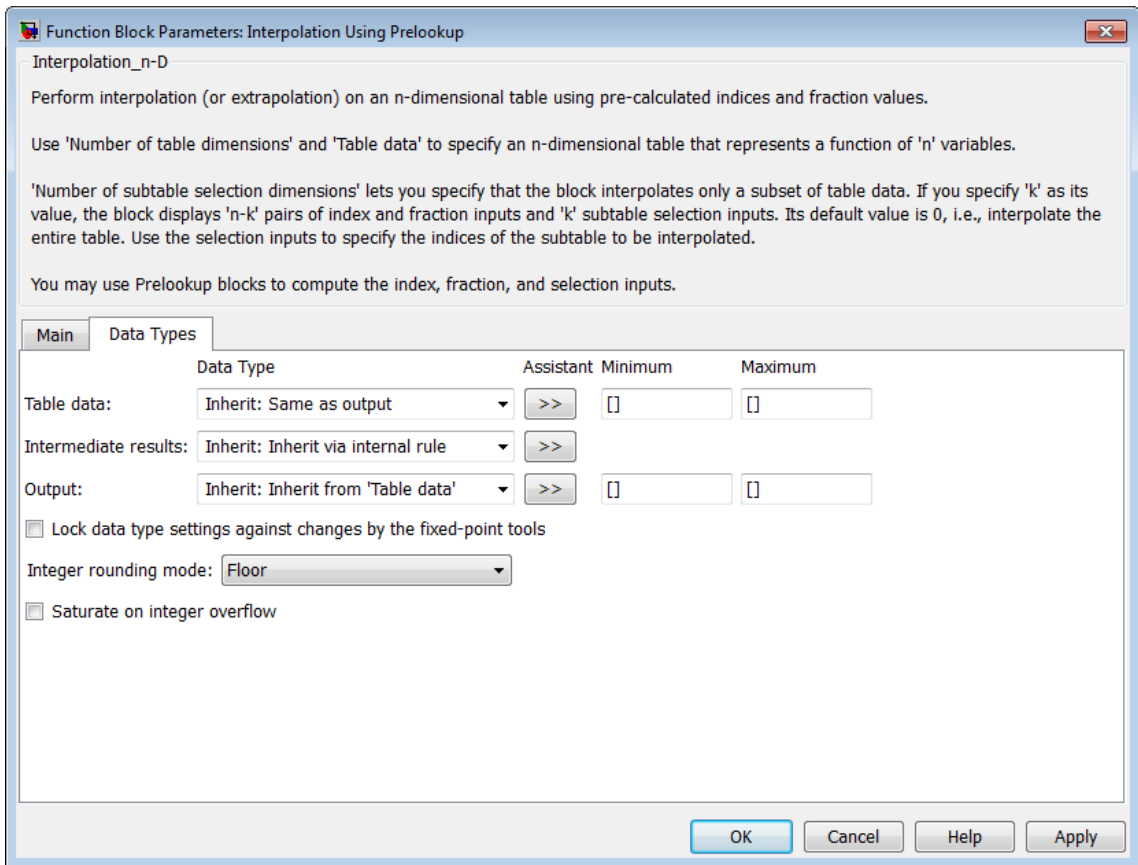 Function Block Parameters: Interpolation Using Prelookup
Interpolation_n-D
Perform interpolation (or extrapolation) on an n-dimensional table using pre-calculated indices and fraction values.
Use 'Number of table dimensions' and 'Table data' to specify an n-dimensional table that represents a function of 'n' variables.
'Number of subtable selection dimensions' lets you specify that the block interpolates only a subset of table data. If you specify 'k' as its
value, the block displays 'n-k' pairs of index and fraction inputs and 'k' subtable selection inputs. Its default value is 0, i.e., interpolate the
entire table. Use the selection inputs to specify the indices of the subtable to be interpolated.
You may use Prelookup blocks to compute the index, fraction, and selection inputs.
Main Data Types
Data Type Assistant Minimum Maximum
Table data: Inherit: Same as output >> [] []
Intermediate results: Inherit: Inherit via internal rule >>
Output: Inherit: Inherit from 'Table data' >> [] []
Lock data type settings against changes by the fixed-point tools
Integer rounding mode: Floor
Saturate on integer overflow
OK Cancel Help Apply